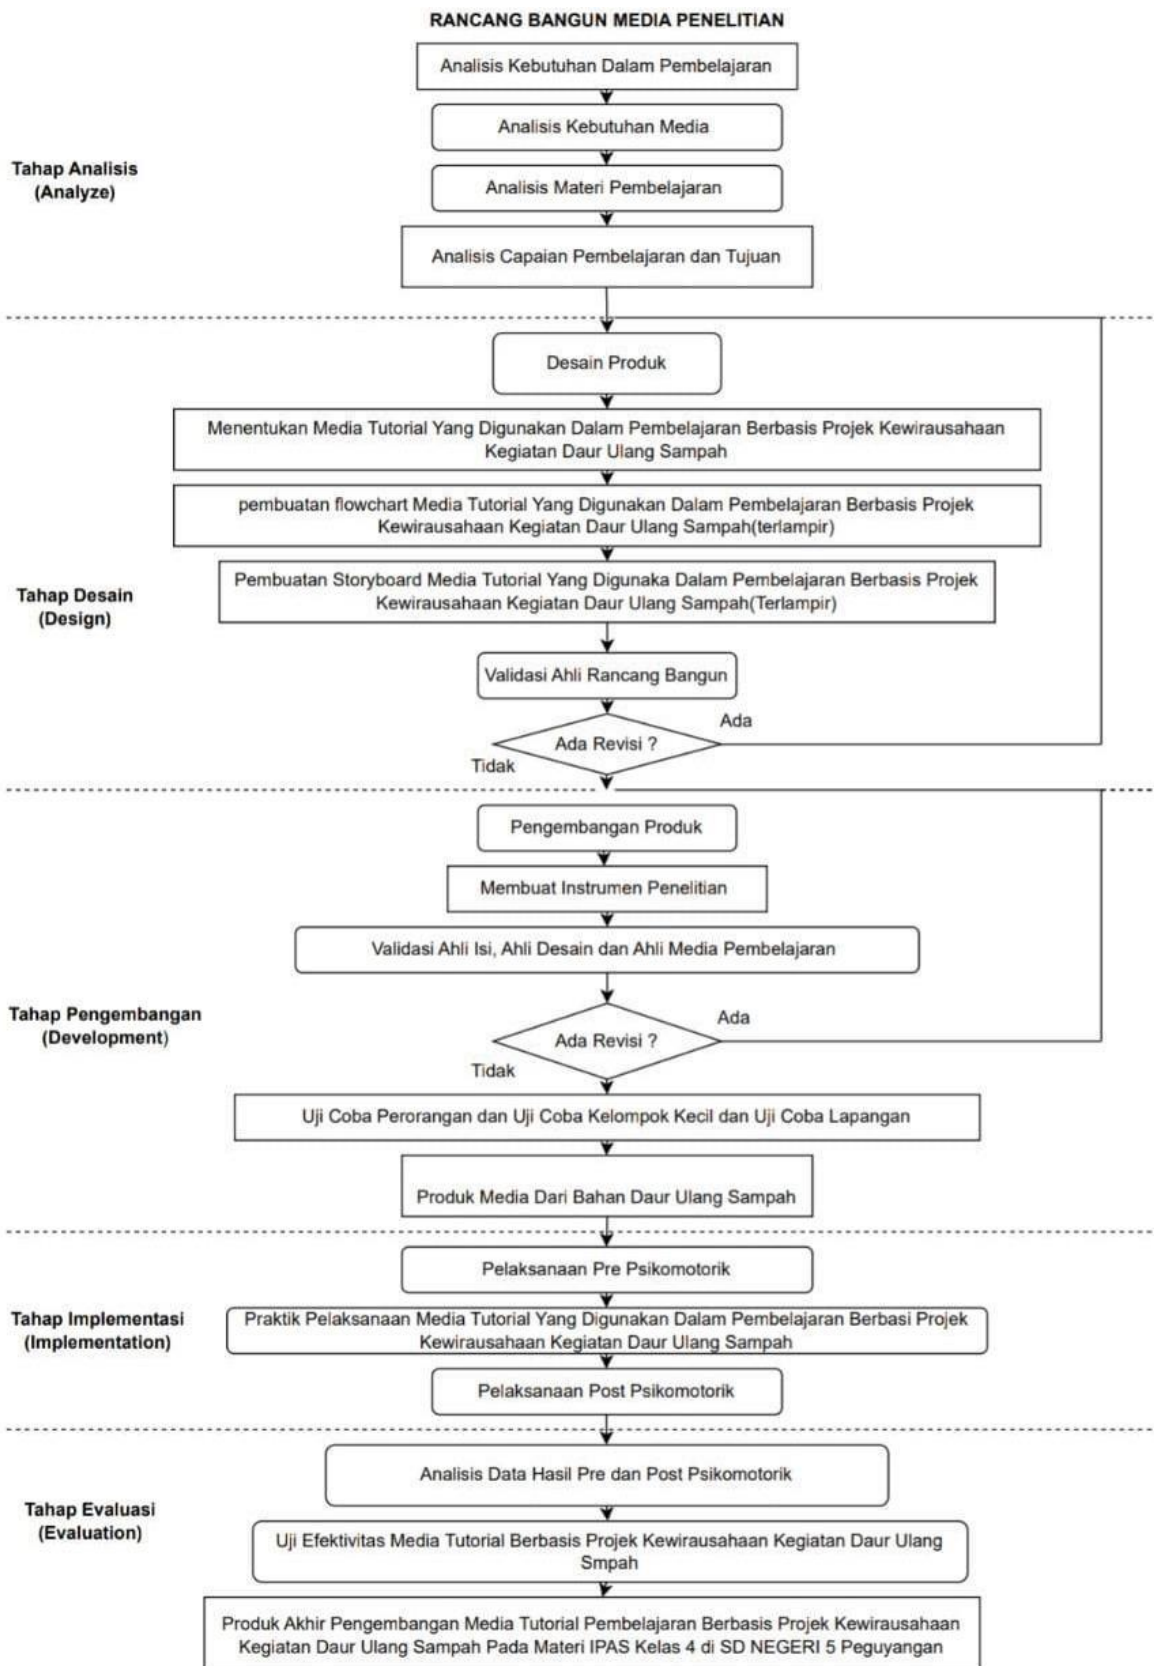 RANCANG BANGUN MEDIA PENELITIAN
Analisis Kebutuhan Dalam Pembelajaran
Analisis Kebutuhan Media
Tahap Analisis
(Analyze)
Analisis Materi Pembelajaran
Analisis Capaian Pembelajaran dan Tujuan
Desain Produk
Menentukan Media Tutorial Yang Digunakan Dalam Pembelajaran Berbasis Projek Kewirausahaan
Kegiatan Daur Ulang Sampah
pembuatan flowchart Media Tutorial Yang Digunakan Dalam Pembelajaran Berbasis Projek
Kewirausahaan Kegiatan Daur Ulang Sampah(terlampir)
Tahap Desain
(Design)
Pembuatan Storyboard Media Tutorial Yang Digunaka Dalam Pembelajaran Berbasis Projek
Kewirausahaan Kegiatan Daur Ulang Sampah(Terlampir)
Validasi Ahli Rancang Bangun
Ada Revisi ?
Ada
Tidak
Pengembangan Produk
Membuat Instrumen Penelitian
Validasi Ahli Isi, Ahli Desain dan Ahli Media Pembelajaran
Tahap Pengembangan
(Development)
Ada Revisi ?
Ada
Tidak
Uji Coba Perorangan dan Uji Coba Kelompok Kecil dan Uji Coba Lapangan
Produk Media Dari Bahan Daur Ulang Sampah
Pelaksanaan Pre Psikomotorik
Tahap Implementasi
(Implementation)
Praktik Pelaksanaan Media Tutorial Yang Digunakan Dalam Pembelajaran Berbasi Projek
Kewirausahaan Kegiatan Daur Ulang Sampah
Pelaksanaan Post Psikomotorik
Analisis Data Hasil Pre dan Post Psikomotorik
Tahap Evaluasi
(Evaluation)
Uji Efektivitas Media Tutorial Berbasis Projek Kewirausahaan Kegiatan Daur Ulang
Smpah
Produk Akhir Pengembangan Media Tutorial Pembelajaran Berbasis Projek Kewirausahaan
Kegiatan Daur Ulang Sampah Pada Materi IPAS Kelas 4 di SD NEGERI 5 Peguyangan